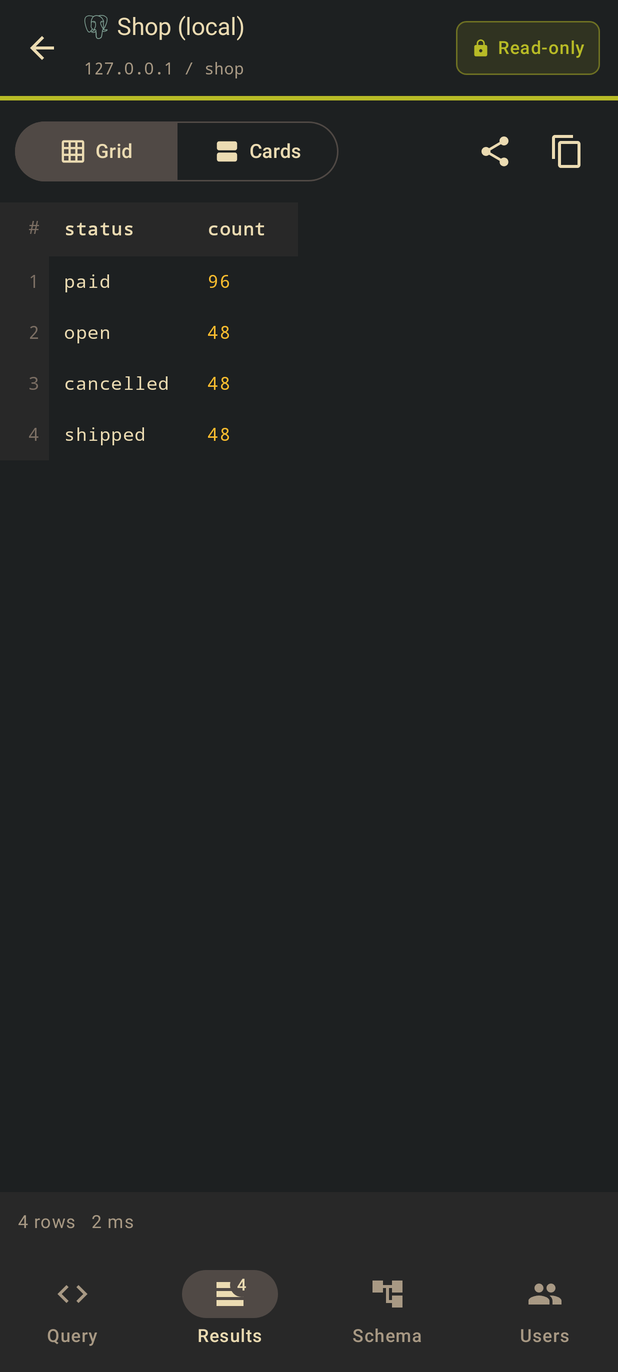 Shop (local)
127.0.0.1 / shop
Read-only
Grid
Cards
# status count
1 paid 96
2 open 48
3 cancelled 48
4 shipped 48
4 rows 2 ms
4
Query
Results
Schema
Users